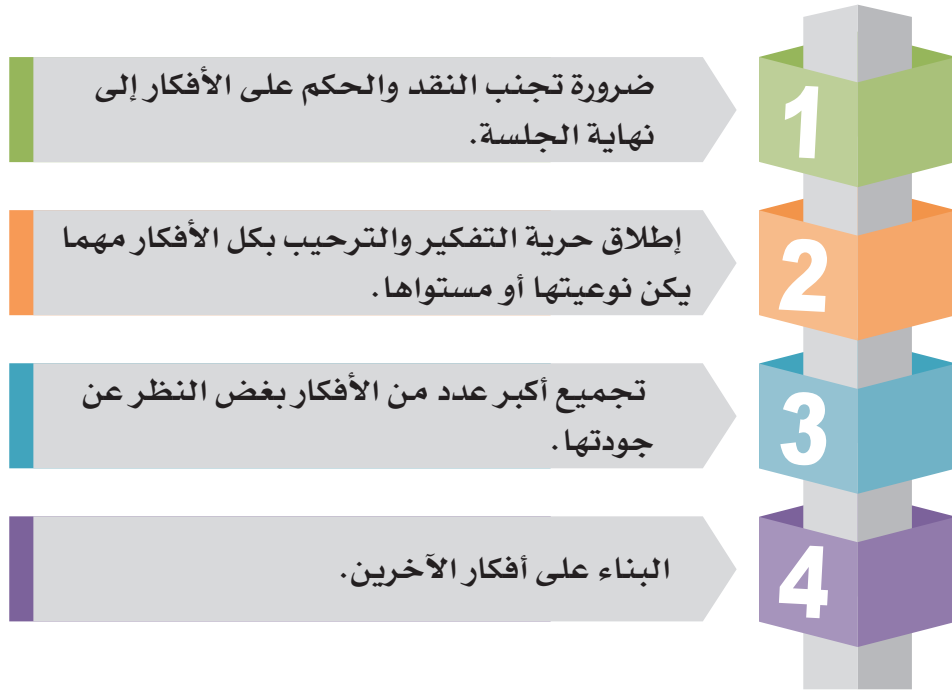 1
ضرورة تجنب النقد والحكم على الأفكار إلى
نهاية الجلسة.
2
إطلاق حرية التفكير والترحيب بكل الأفكار مهما
يكن نوعيتها أو مستواها.
3
تجميع أكبر عدد من الأفكار بغض النظر عن
جودتها.
4
البناء على أفكار الآخرين.